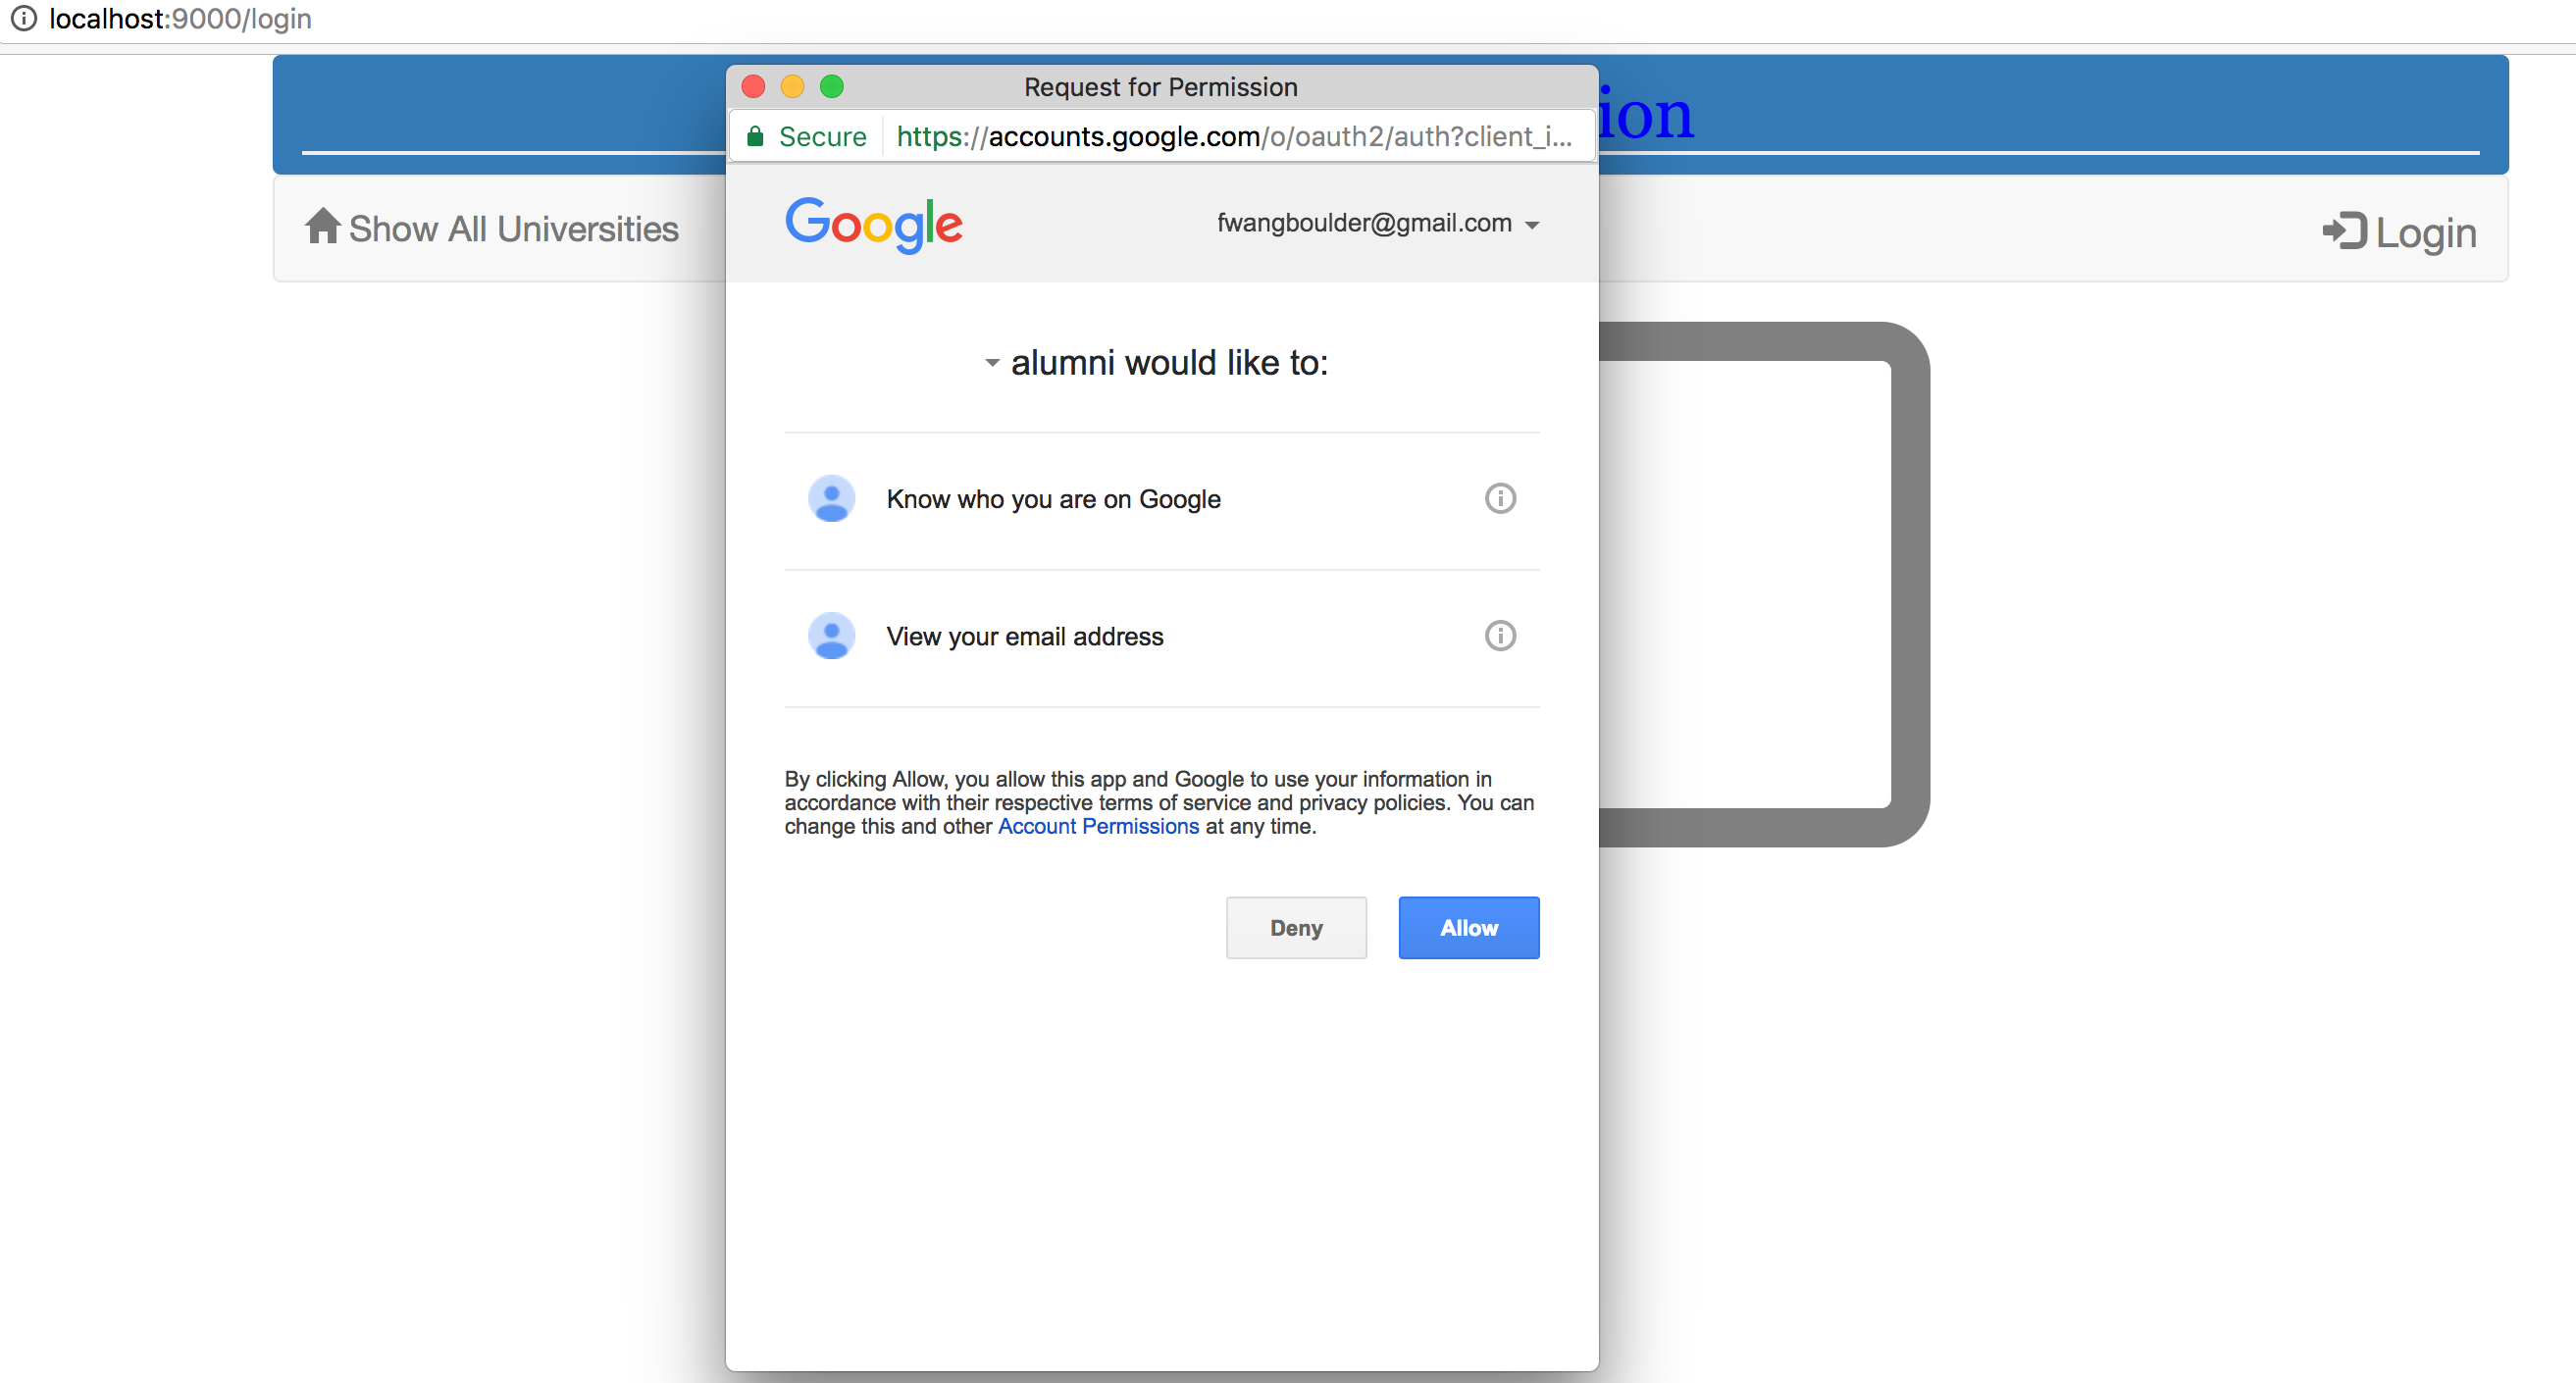 localhost:9000/login
Request for Permission
ion
Secure https://accounts.google.com/o/oauth2/auth?client_i...
Show All Universities
Google
fwangboulder@gmail.com
Login
alumni would like to:
Know who you are on Google
View your email address
By clicking Allow, you allow this app and Google to use your information in
accordance with their respective terms of service and privacy policies. You can
change this and other Account Permissions at any time.
Deny
Allow